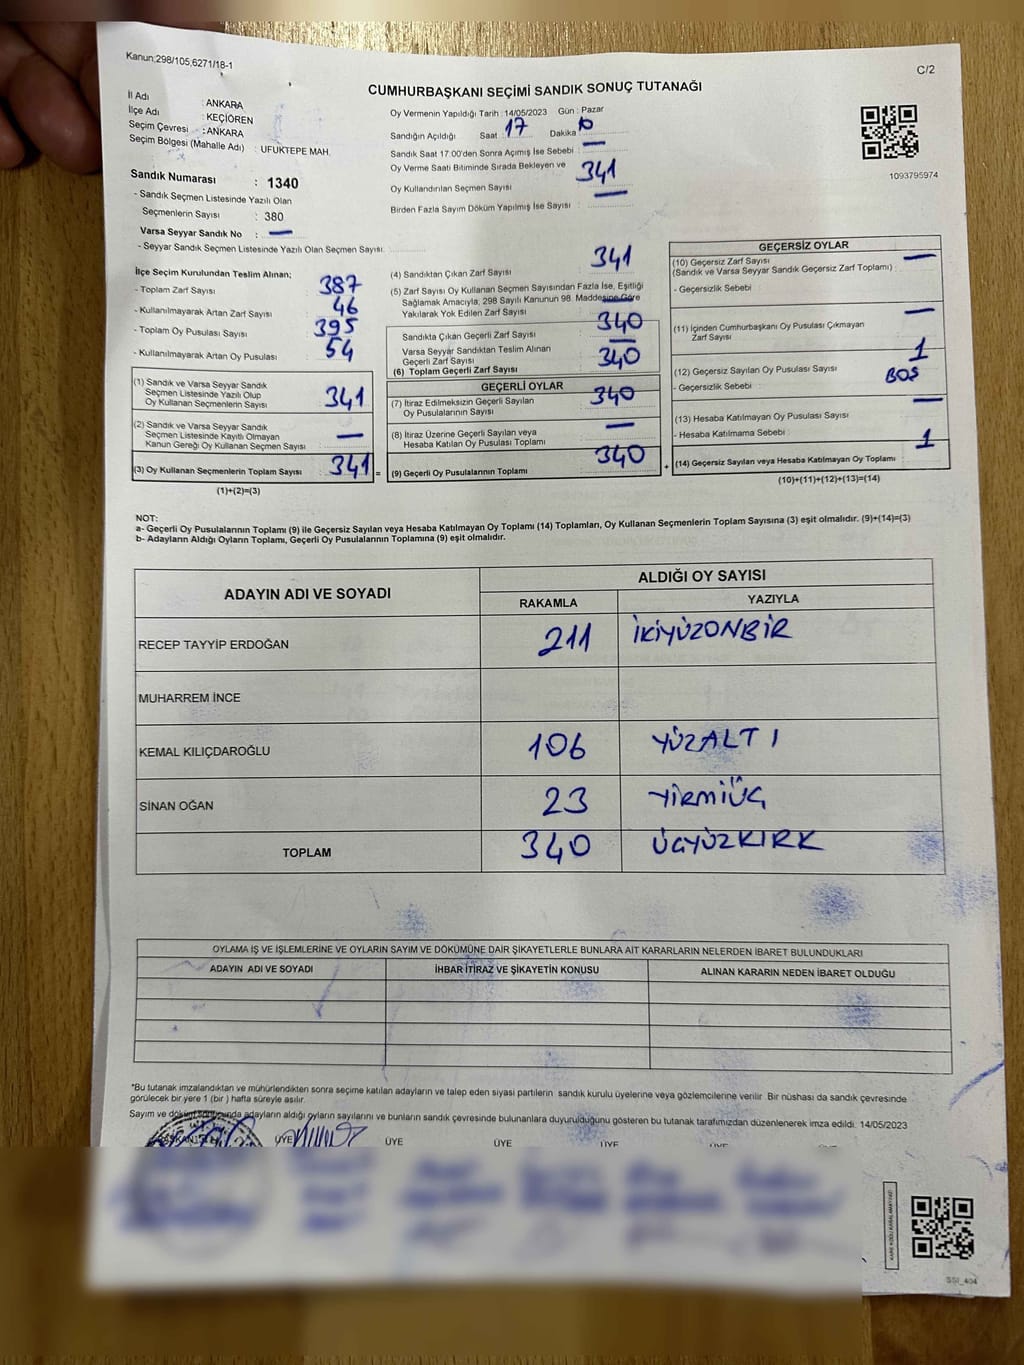 Kanun:298/105,6271/18-1
C/2
CUMHURBAŞKANI SEÇİMİ SANDIK SONUÇ TUTANAĞI
İl Adı : ANKARA
İlçe Adı : KEÇİÖREN
Seçim Çevresi : ANKARA
Seçim Bölgesi (Mahalle Adı) : UFUKTEPE MAH.
Sandık Numarası : 1340
- Sandık Seçmen Listesinde Yazılı Olan
Seçmenlerin Sayısı : 380
Varsa Seyyar Sandık No : —
- Seyyar Sandık Seçmen Listesinde Yazılı Olan Seçmen Sayısı:
Oy Vermenin Yapıldığı Tarih : 14/05/2023 Gün : Pazar
Sandığın Açıldığı Saat : 17 Dakika : 10
Sandık Saat 17:00'den Sonra Açımış İse Sebebi : —
Oy Verme Saati Bitiminde Sırada Bekleyen ve
Oy Kullandırılan Seçmen Sayısı 341
Birden Fazla Sayım Döküm Yapılmış İse Sayısı : —
1093795974
İlçe Seçim Kurulundan Teslim Alınan;
- Toplam Zarf Sayısı 387
- Kullanılmayarak Artan Zarf Sayısı 46
- Toplam Oy Pusulası Sayısı 395
- Kullanılmayarak Artan Oy Pusulası 54
(1) Sandık ve Varsa Seyyar Sandık
Seçmen Listesinde Yazılı Olup
Oy Kullanan Seçmenlerin Sayısı 341
(2) Sandık ve Varsa Seyyar Sandık
Seçmen Listesinde Kayıtlı Olmayan
Kanun Gereği Oy Kullanan Seçmen Sayısı —
(3) Oy Kullanan Seçmenlerin Toplam Sayısı 341 =
(1)+(2)=(3)
(4) Sandıktan Çıkan Zarf Sayısı 341
(5) Zarf Sayısı Oy Kullanan Seçmen Sayısından Fazla İse, Eşitliği
Sağlamak Amacıyla, 298 Sayılı Kanunun 98. Maddesine Göre
Yakılarak Yok Edilen Zarf Sayısı —
Sandıkta Çıkan Geçerli Zarf Sayısı 340
Varsa Seyyar Sandıktan Teslim Alınan
Geçerli Zarf Sayısı —
(6) Toplam Geçerli Zarf Sayısı 340
GEÇERLİ OYLAR
(7) İtiraz Edilmeksizin Geçerli Sayılan
Oy Pusulalarının Sayısı 340
(8) İtiraz Üzerine Geçerli Sayılan veya
Hesaba Katılan Oy Pusulası Toplamı —
(9) Geçerli Oy Pusulalarının Toplamı 340 +
GEÇERSİZ OYLAR
(10) Geçersiz Zarf Sayısı —
(Sandık ve Varsa Seyyar Sandık Geçersiz Zarf Toplamı) :
- Geçersizlik Sebebi
(11) İçinden Cumhurbaşkanı Oy Pusulası Çıkmayan
Zarf Sayısı —
(12) Geçersiz Sayılan Oy Pusulası Sayısı 1
- Geçersizlik Sebebi : BOŞ
(13) Hesaba Katılmayan Oy Pusulası Sayısı —
- Hesaba Katılmama Sebebi :
(14) Geçersiz Sayılan veya Hesaba Katılmayan Oy Toplamı 1
(10)+(11)+(12)+(13)=(14)
NOT:
a- Geçerli Oy Pusulalarının Toplamı (9) ile Geçersiz Sayılan veya Hesaba Katılmayan Oy Toplamı (14) Toplamları, Oy Kullanan Seçmenlerin Toplam Sayısına (3) eşit olmalıdır. (9)+(14)=(3)
b- Adayların Aldığı Oyların Toplamı, Geçerli Oy Pusulalarının Toplamına (9) eşit olmalıdır.
ADAYIN ADI VE SOYADI ALDIĞI OY SAYISI
RAKAMLA YAZIYLA
RECEP TAYYİP ERDOĞAN 211 İKİYÜZONBİR
MUHARREM İNCE
KEMAL KILIÇDAROĞLU 106 YÜZALTI
SİNAN OĞAN 23 YİRMİÜÇ
TOPLAM 340 ÜÇYÜZKIRK
OYLAMA İŞ VE İŞLEMLERİNE VE OYLARIN SAYIM VE DÖKÜMÜNE DAİR ŞİKAYETLERLE BUNLARA AİT KARARLARIN NELERDEN İBARET BULUNDUKLARI
ADAYIN ADI VE SOYADI İHBAR İTİRAZ VE ŞİKAYETİN KONUSU ALINAN KARARIN NEDEN İBARET OLDUĞU
*Bu tutanak imzalandıktan ve mühürlendikten sonra seçime katılan adayların ve talep eden siyasi partilerin sandık kurulu üyelerine veya gözlemcilerine verilir. Bir nüshası da sandık çevresinde
görülecek bir yere 1 (bir) hafta süreyle asılır.
Sayım ve döküm sonucunda adayların aldığı oyların sayılarını ve bunların sandık çevresinde bulunanlara duyurulduğunu gösteren bu tutanak tarafımızdan düzenlenerek imza edildi. 14/05/2023
BAŞKAN ÜYE ÜYE ÜYE ÜYE ÜYE
SSI_404